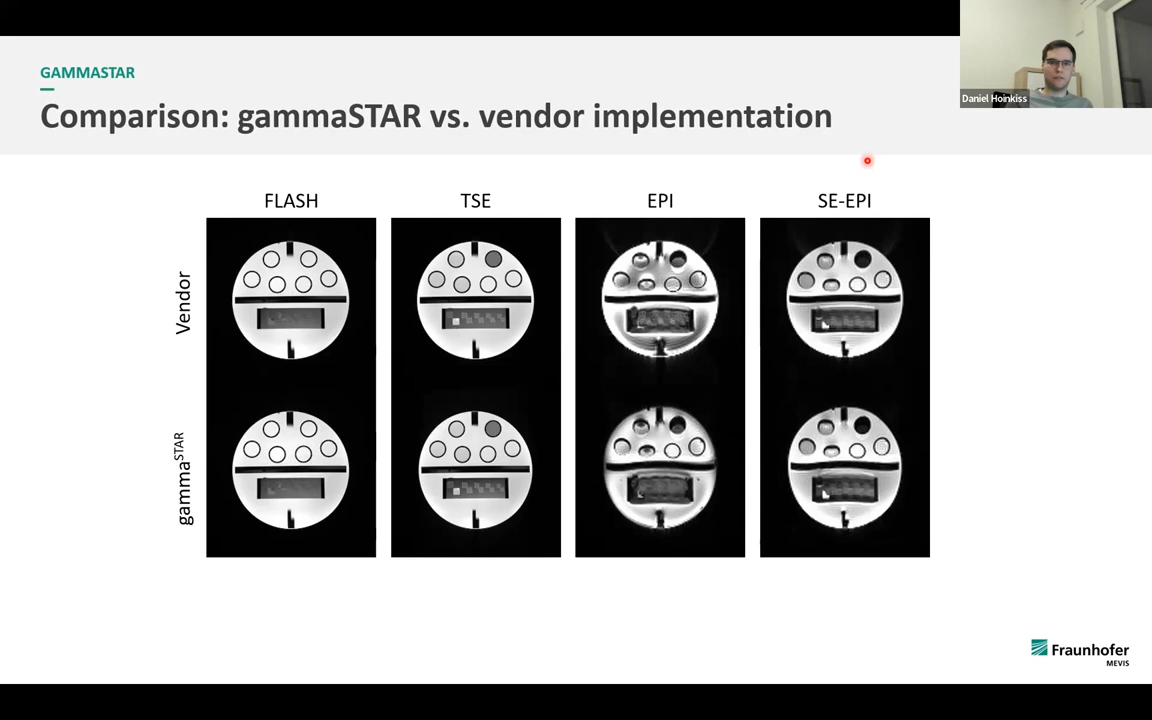 Daniel Hoinkiss
GAMMASTAR
Comparison: gammaSTAR vs. vendor implementation
FLASH TSE EPI SE-EPI
Vendor
gammaSTAR
Fraunhofer
MEVIS